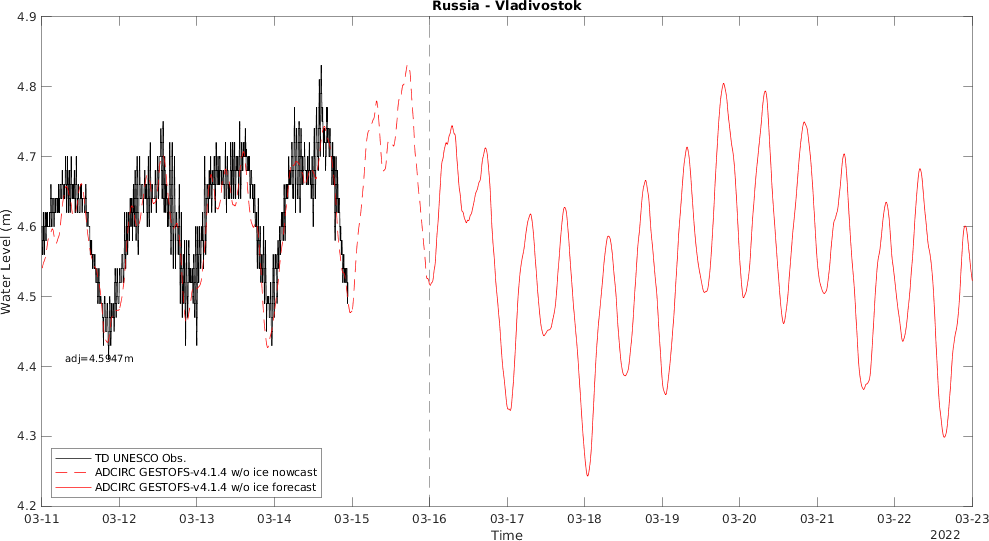 Russia - Vladivostok
4.9
4.8
4.7
4.6
4.5
4.4
4.3
4.2
Water Level (m)
adj=4.5947m
TD UNESCO Obs.
ADCIRC GESTOFS-v4.1.4 w/o ice nowcast
ADCIRC GESTOFS-v4.1.4 w/o ice forecast
03-11 03-12 03-13 03-14 03-15 03-16 03-17 03-18 03-19 03-20 03-21 03-22 03-23
Time
2022